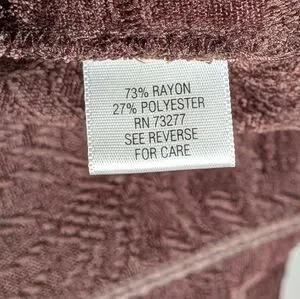 73% RAYON
27% POLYESTER
RN 73277
SEE REVERSE
FOR CARE